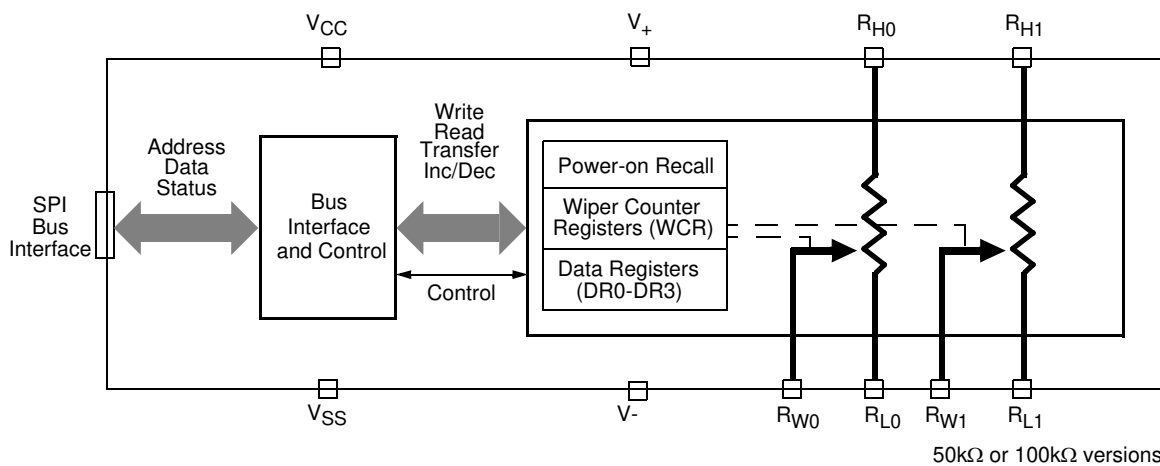 VCC
V+
RH0
RH1
Write
Read
Transfer
Inc/Dec
Address
Data
Status
SPI
Bus
Interface
Bus
Interface
and Control
Control
Power-on Recall
Wiper Counter
Registers (WCR)
Data Registers
(DR0-DR3)
VSS
V-
RW0
RL0
RW1
RL1
50kΩ or 100kΩ versions